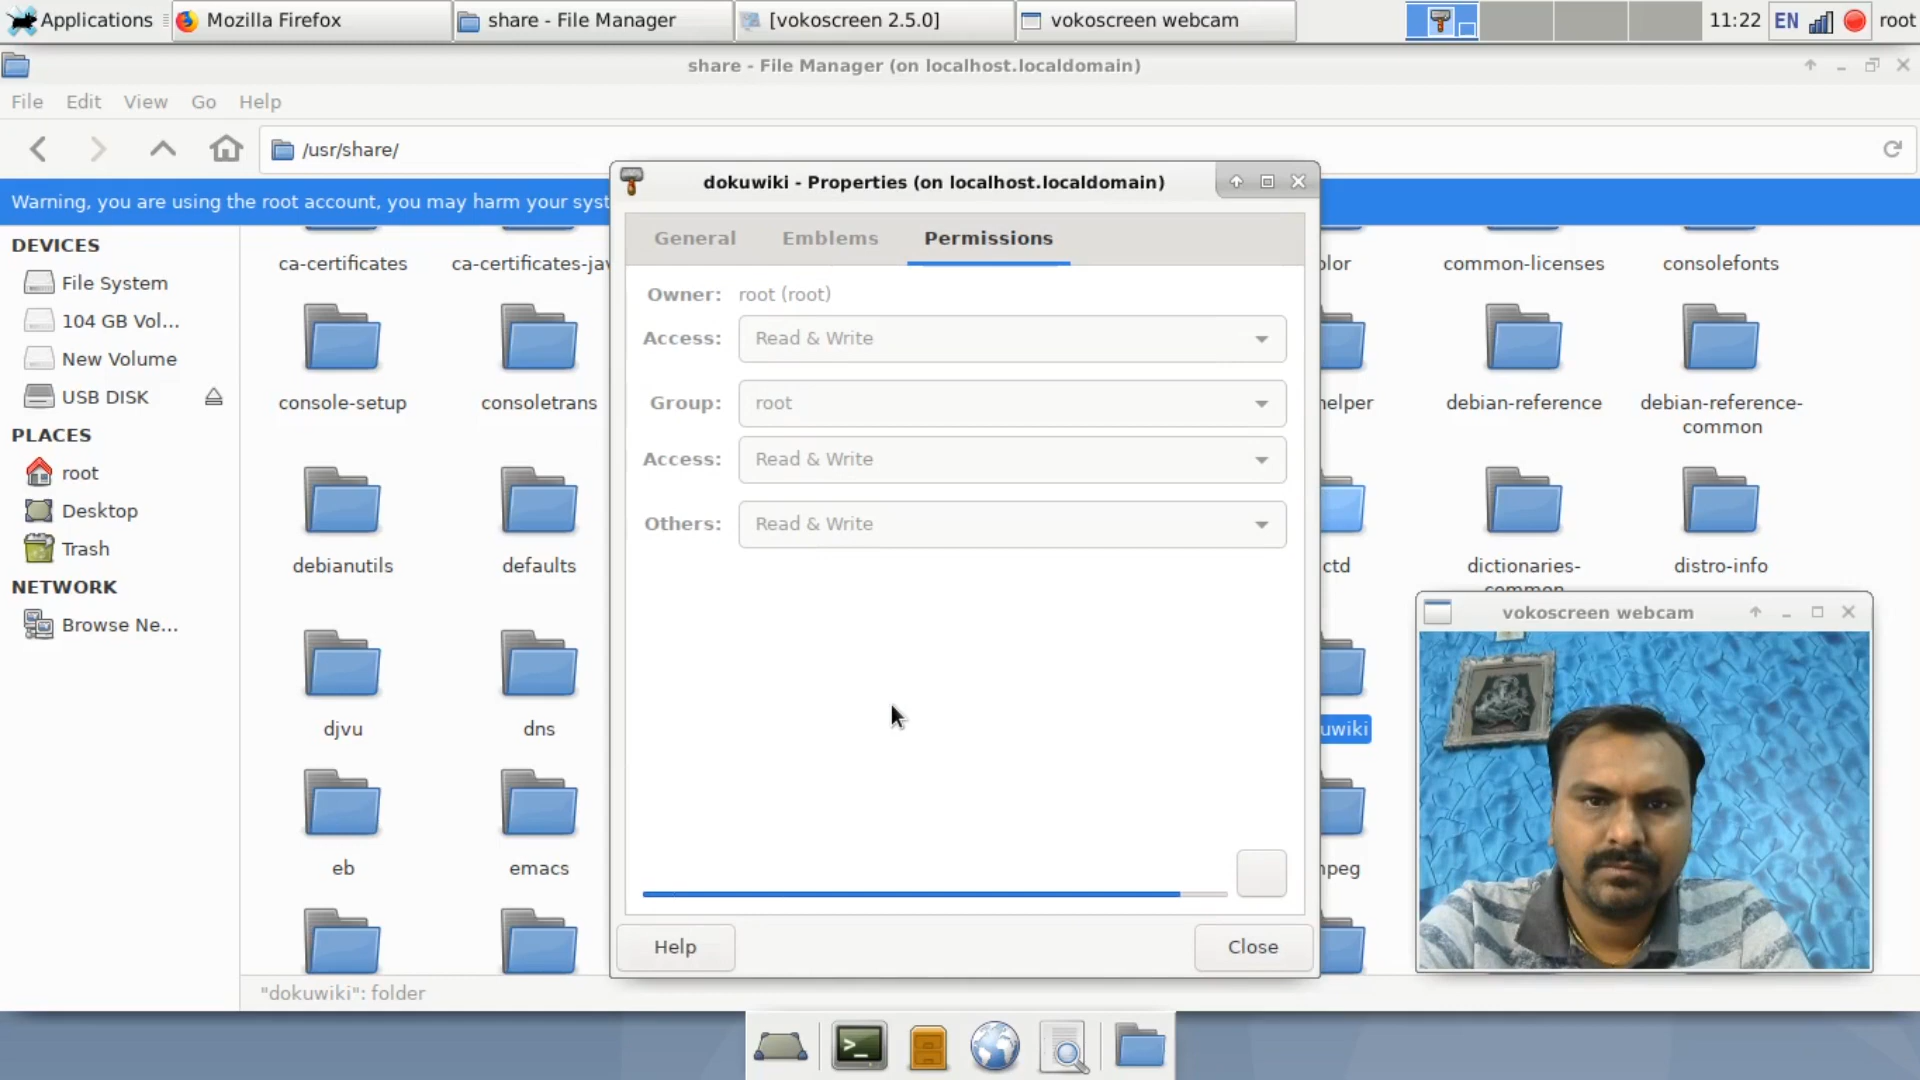 Applications
Mozilla Firefox
share - File Manager
[vokoscreen 2.5.0]
vokoscreen webcam
11:22
EN
root
share - File Manager (on localhost.localdomain)
File Edit View Go Help
/usr/share/
Warning, you are using the root account, you may harm your syst
DEVICES
File System
104 GB Vol...
New Volume
USB DISK
PLACES
root
Desktop
Trash
NETWORK
Browse Ne...
ca-certificates
ca-certificates-jav
olor
common-licenses
consolefonts
console-setup
consoletrans
helper
debian-reference
debian-reference-
common
debianutils
defaults
ctd
dictionaries-
common
distro-info
djvu
dns
uwiki
eb
emacs
mpeg
"dokuwiki": folder
dokuwiki - Properties (on localhost.localdomain)
General Emblems Permissions
Owner: root (root)
Access: Read & Write
Group: root
Access: Read & Write
Others: Read & Write
Help
Close
vokoscreen webcam